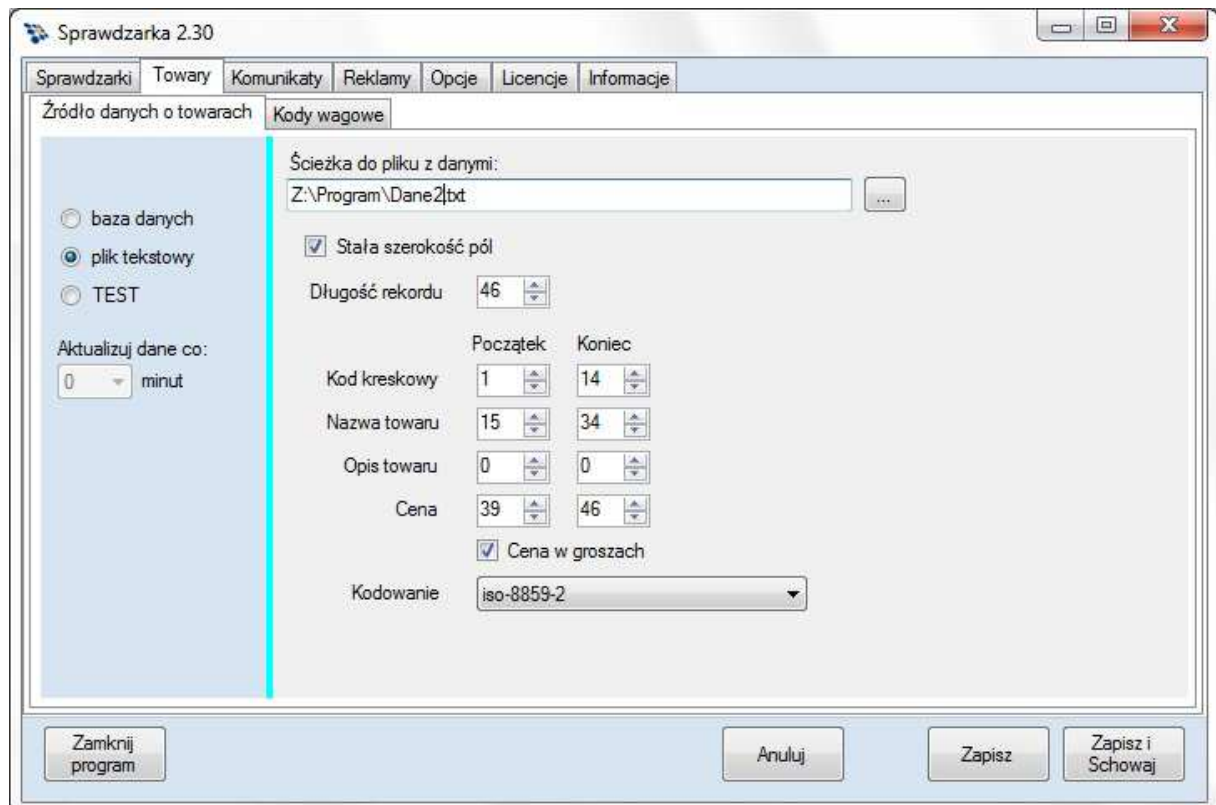 Sprawdzarka 2.30
Sprawdzarki Towary Komunikaty Reklamy Opcje Licencje Informacje
Źródło danych o towarach Kody wagowe
Ścieżka do pliku z danymi:
Z:\Program\Dane2.txt ...
baza danych
plik tekstowy
TEST
Aktualizuj dane co:
0 minut
Stała szerokość pól
Długość rekordu 46
Początek Koniec
Kod kreskowy 1 14
Nazwa towaru 15 34
Opis towaru 0 0
Cena 39 46
Cena w groszach
Kodowanie iso-8859-2
Zamknij program
Anuluj
Zapisz
Zapisz i Schowaj